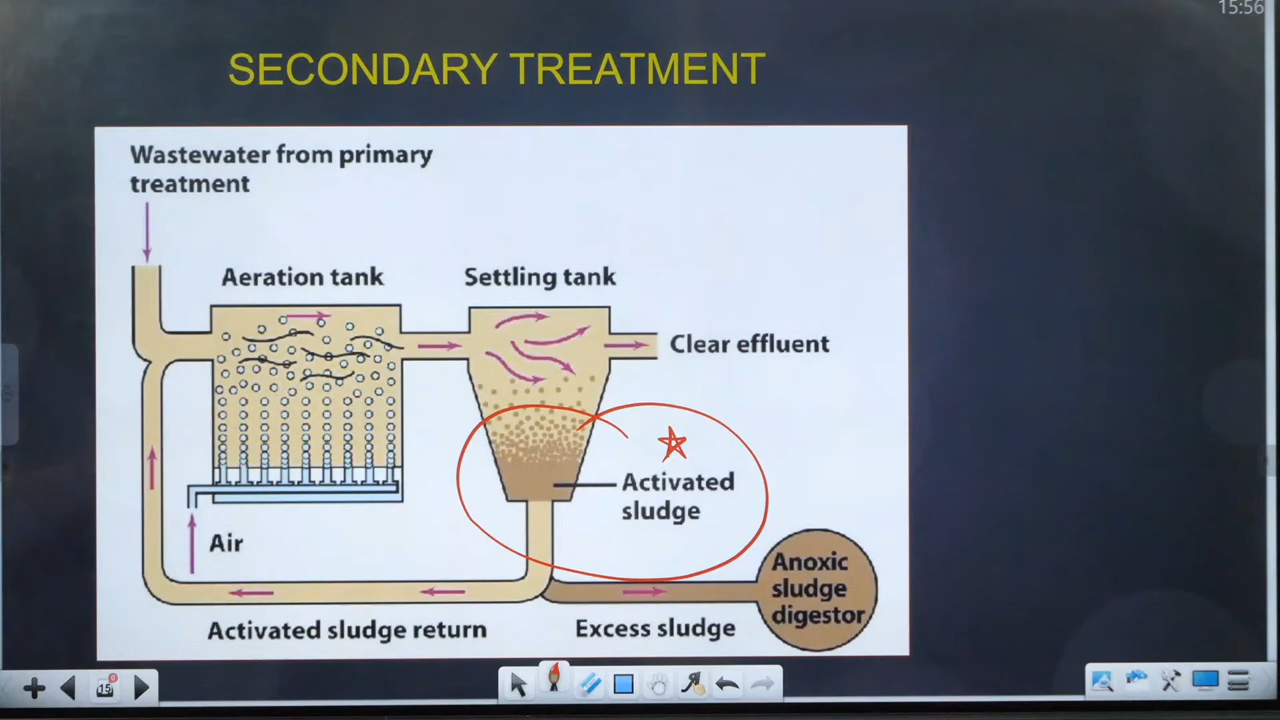 15:56
SECONDARY TREATMENT
Wastewater from primary
treatment
Aeration tank
Settling tank
Clear effluent
Activated
sludge
Air
Anoxic
sludge
digestor
Activated sludge return
Excess sludge
15